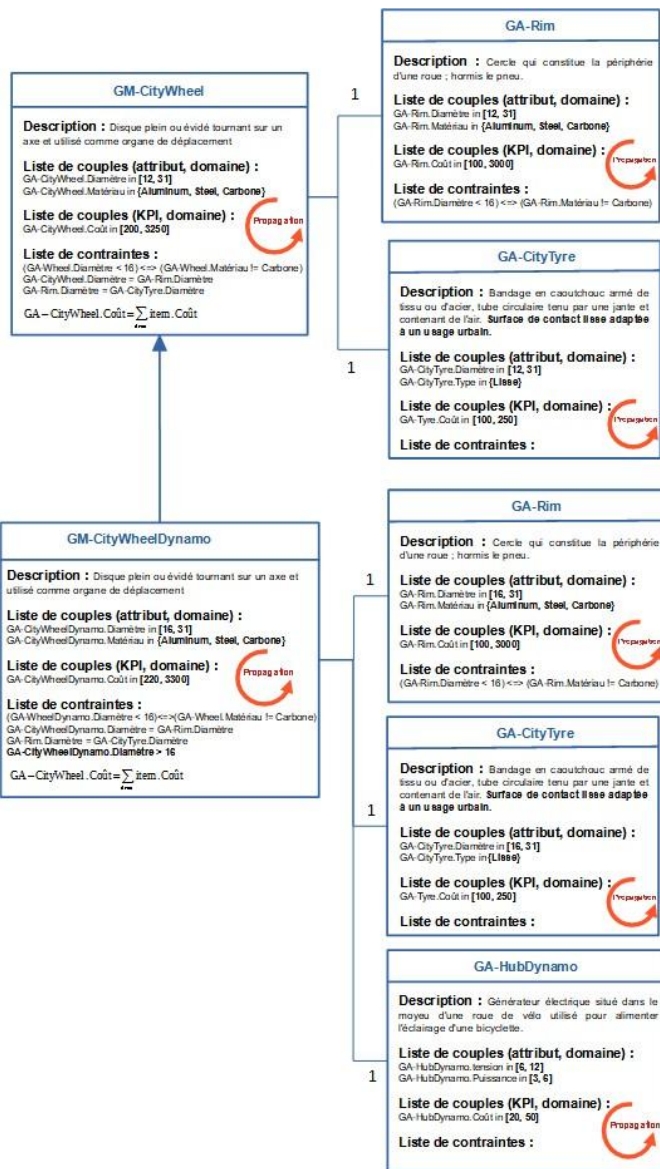 GM-CityWheel
Description : Disque plein ou évidé tournant sur un
axe et utilisé comme organe de déplacement
Liste de couples (attribut, domaine) :
GA-CityWheel.Diamètre in [12, 31]
GA-CityWheel.Matériau in {Aluminum, Steel, Carbone}
Liste de couples (KPI, domaine) :
GA-CityWheel.Coût in [200, 3250]
Propagation
Liste de contraintes :
(GA-Wheel.Diamètre < 16) <=> (GA-Wheel.Matériau != Carbone)
GA-CityWheel.Diamètre = GA-Rim.Diamètre
GA-Rim.Diamètre = GA-CityTyre.Diamètre
GA−CityWheel.Coût=∑ item.Coût
item
1
1
GA-Rim
Description : Cercle qui constitue la périphérie
d'une roue ; hormis le pneu.
Liste de couples (attribut, domaine) :
GA-Rim.Diamètre in [12, 31]
GA-Rim.Matériau in {Aluminum, Steel, Carbone}
Liste de couples (KPI, domaine) :
GA-Rim.Coût in [100, 3000]
Propagation
Liste de contraintes :
(GA-Rim.Diamètre < 16) <=> (GA-Rim.Matériau != Carbone)
GA-CityTyre
Description : Bandage en caoutchouc armé de
tissu ou d'acier, tube circulaire tenu par une jante et
contenant de l'air. Surface de contact lisse adaptée
à un usage urbain.
Liste de couples (attribut, domaine) :
GA-CityTyre.Diamètre in [12, 31]
GA-CityTyre.Type in {Lisse}
Liste de couples (KPI, domaine) :
GA-Tyre.Coût in [100, 250]
Propagation
Liste de contraintes :
GM-CityWheelDynamo
Description : Disque plein ou évidé tournant sur un axe et
utilisé comme organe de déplacement
Liste de couples (attribut, domaine) :
GA-CityWheelDynamo.Diamètre in [16, 31]
GA-CityWheelDynamo.Matériau in {Aluminum, Steel, Carbone}
Liste de couples (KPI, domaine) :
GA-CityWheelDynamo.Coût in [220, 3300]
Propagation
Liste de contraintes :
(GA-WheelDynamo.Diamètre < 16)<=>(GA-Wheel.Matériau != Carbone)
GA-CityWheelDynamo.Diamètre = GA-Rim.Diamètre
GA-Rim.Diamètre = GA-CityTyre.Diamètre
GA-CityWheelDynamo.Diamètre > 16
GA−CityWheel.Coût=∑ item.Coût
item
1
1
1
GA-Rim
Description : Cercle qui constitue la périphérie
d'une roue ; hormis le pneu.
Liste de couples (attribut, domaine) :
GA-Rim.Diamètre in [16, 31]
GA-Rim.Matériau in {Aluminum, Steel, Carbone}
Liste de couples (KPI, domaine) :
GA-Rim.Coût in [100, 3000]
Propagation
Liste de contraintes :
(GA-Rim.Diamètre < 16) <=> (GA-Rim.Matériau != Carbone)
GA-CityTyre
Description : Bandage en caoutchouc armé de
tissu ou d'acier, tube circulaire tenu par une jante et
contenant de l'air. Surface de contact lisse adaptée
à un usage urbain.
Liste de couples (attribut, domaine) :
GA-CityTyre.Diamètre in [16, 31]
GA-CityTyre.Type in {Lisse}
Liste de couples (KPI, domaine) :
GA-Tyre.Coût in [100, 250]
Propagation
Liste de contraintes :
GA-HubDynamo
Description : Générateur électrique situé dans le
moyeu d'une roue de vélo utilisé pour alimenter
l'éclairage d'une bicyclette.
Liste de couples (attribut, domaine) :
GA-HubDynamo.tension in [6, 12]
GA-HubDynamo.Puissance in [3, 6]
Liste de couples (KPI, domaine) :
GA-HubDynamo.Coût in [20, 50]
Propagation
Liste de contraintes :